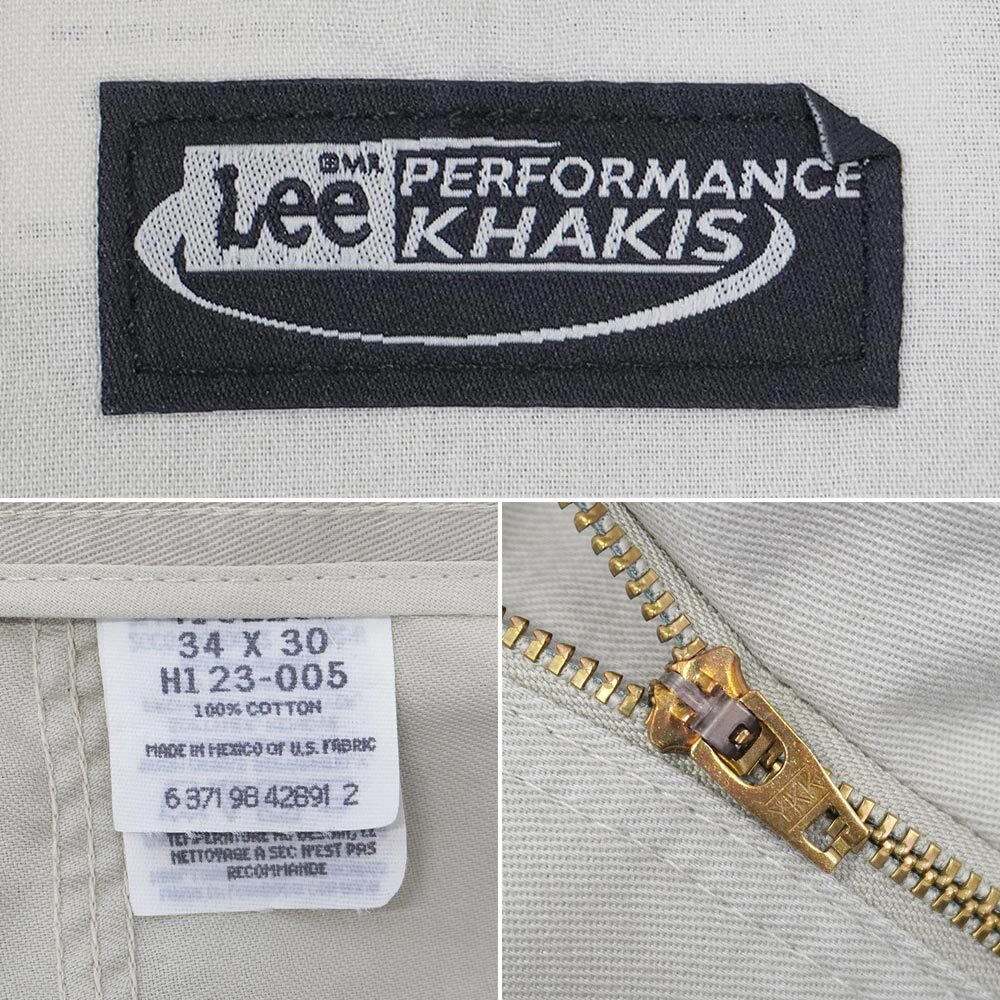 Lee ® MR. PERFORMANCE
KHAKIS
34 X 30
H123-005
100% COTTON
MADE IN MEXICO OF U.S. FABRIC
6 371 98 42891 2
NETTOYAGE A SEC N'EST PAS
RECOMMANDE
YKK